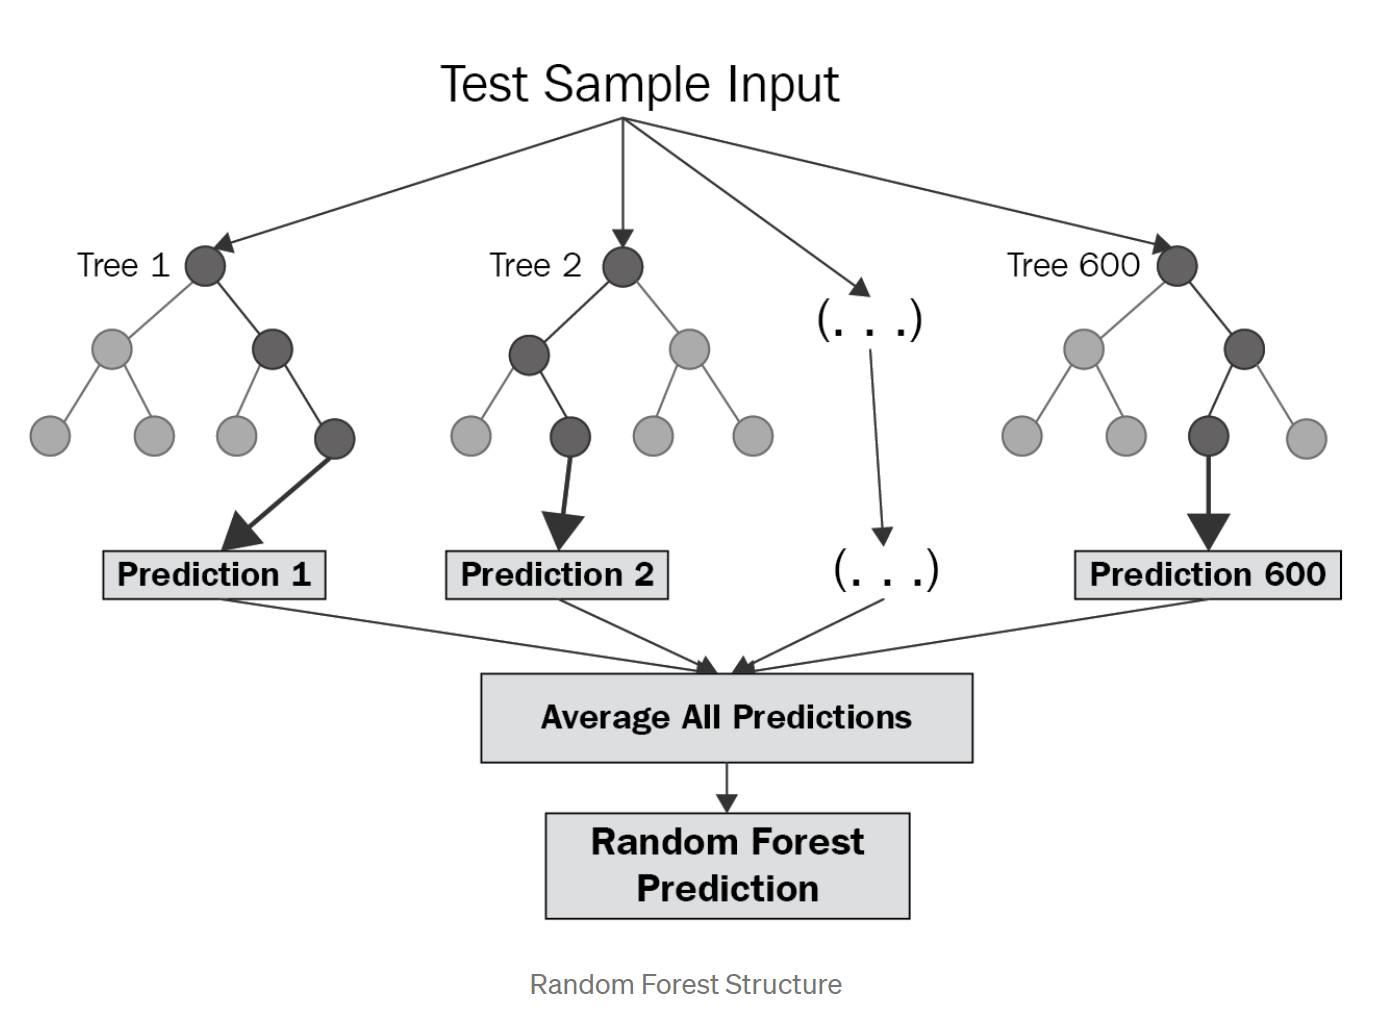 Test Sample Input
Tree 1
Tree 2
Tree 600
(. . .)
Prediction 1
Prediction 2
(. . .)
Prediction 600
Average All Predictions
Random Forest
Prediction
Random Forest Structure